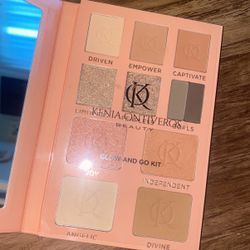 DRIVEN EMPOWER CAPTIVATE
KENIA ONTIVEROS
BEAUTY
GLOW AND GO KIT
JOY INDEPENDENT
ANGELIC DIVINE